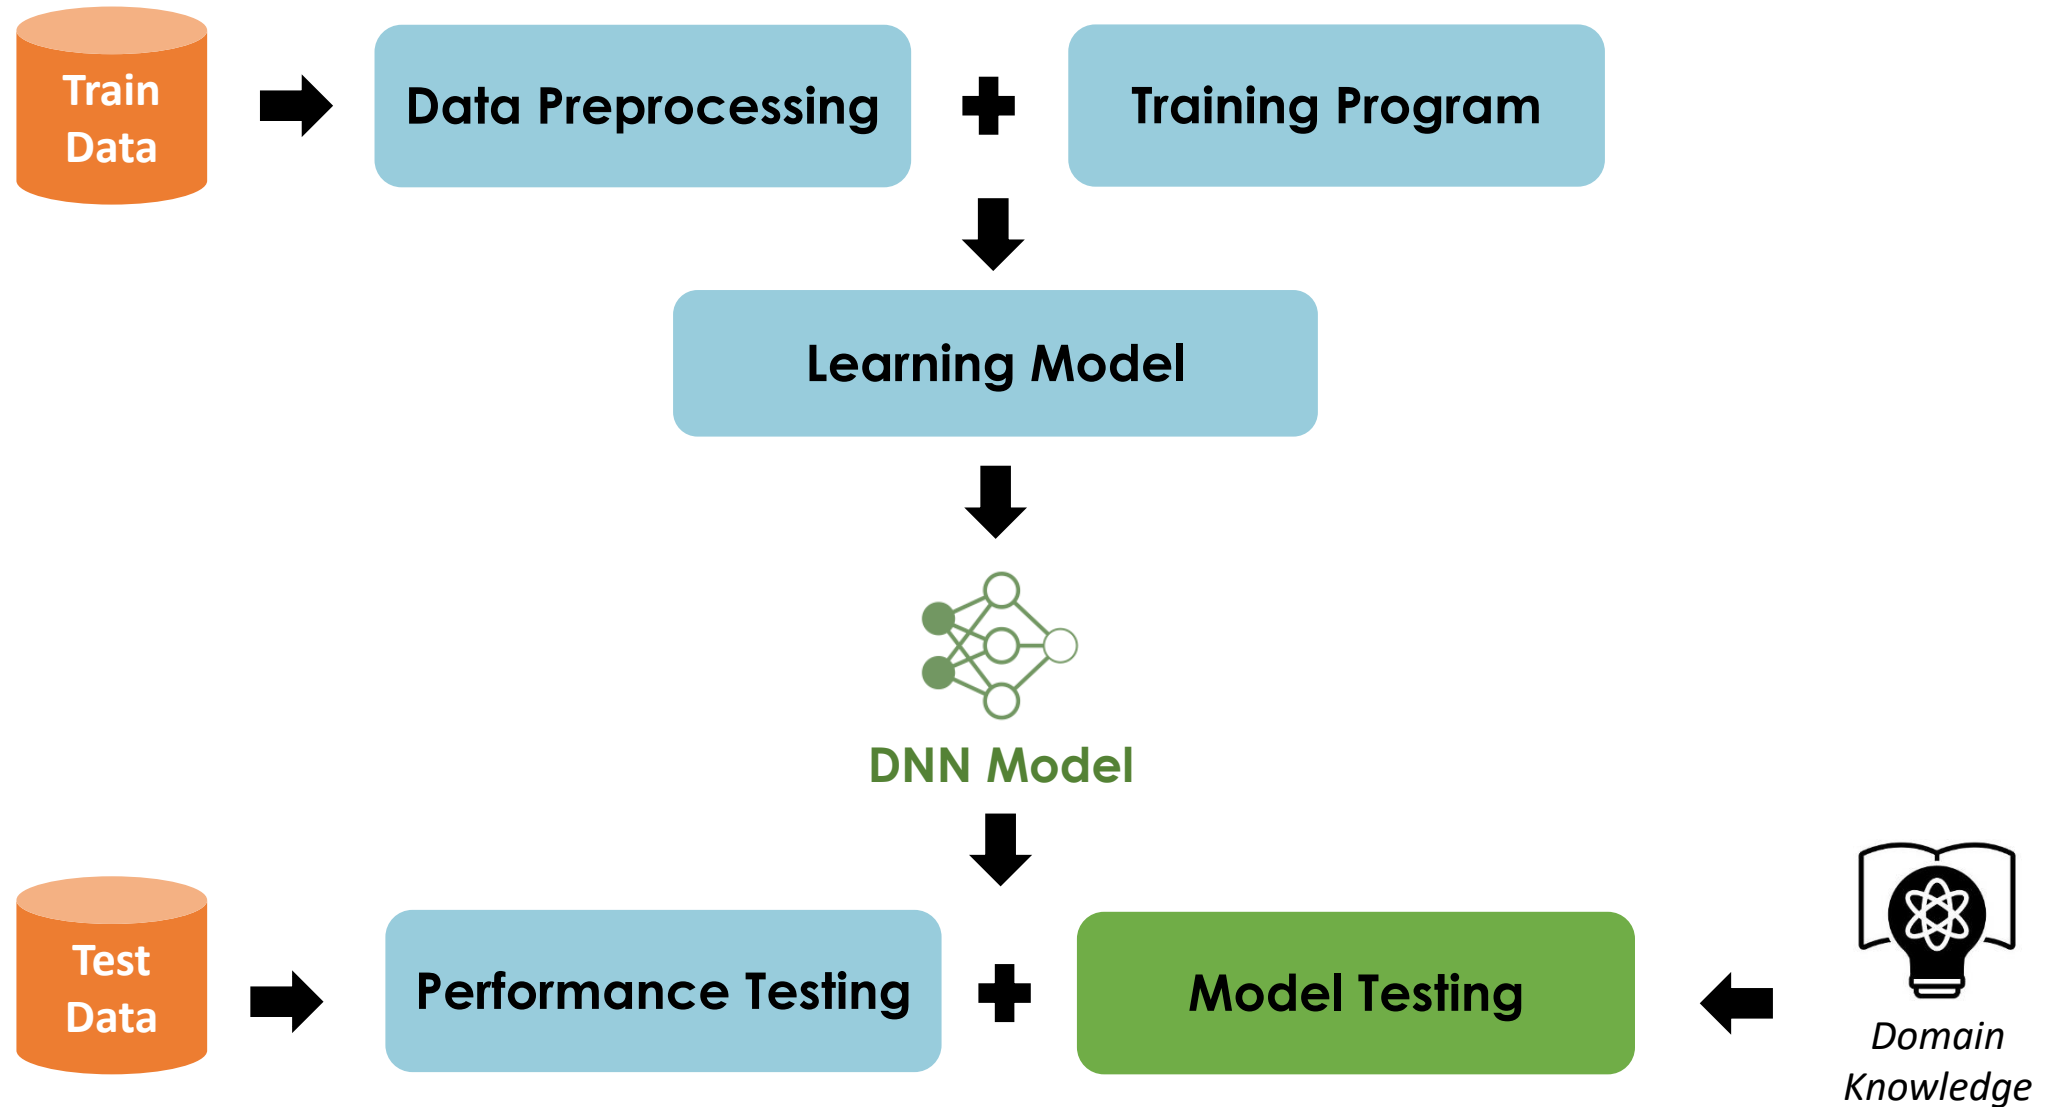 Train
Data
Data Preprocessing
Training Program
Learning Model
DNN Model
Test
Data
Performance Testing
Model Testing
Domain
Knowledge